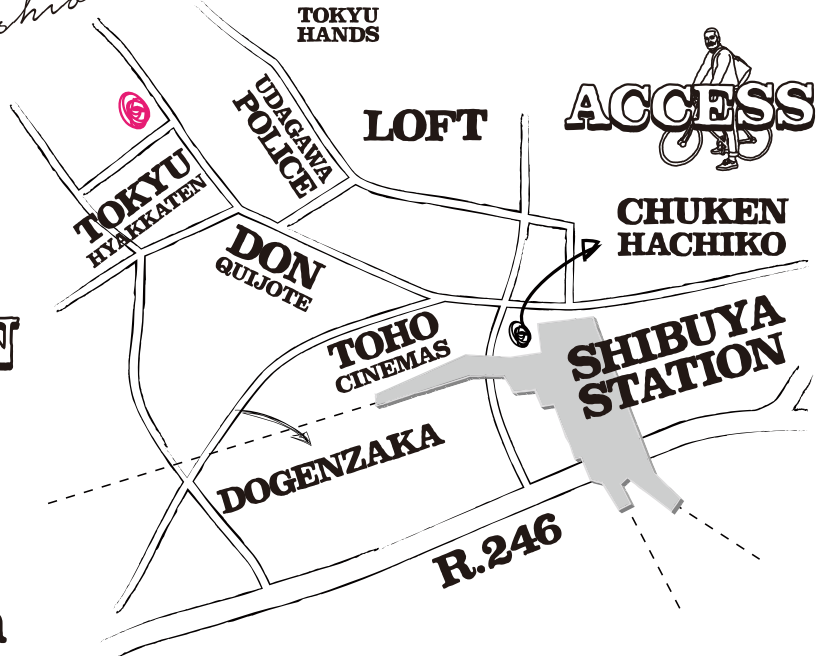 TOKYU
HANDS
ACCESS
UDAGAWA
POLICE
LOFT
TOKYU
HYAKKATEN
CHUKEN
HACHIKO
DON
QUIJOTE
TOHO
CINEMAS
SHIBUYA
STATION
DOGENZAKA
R.246